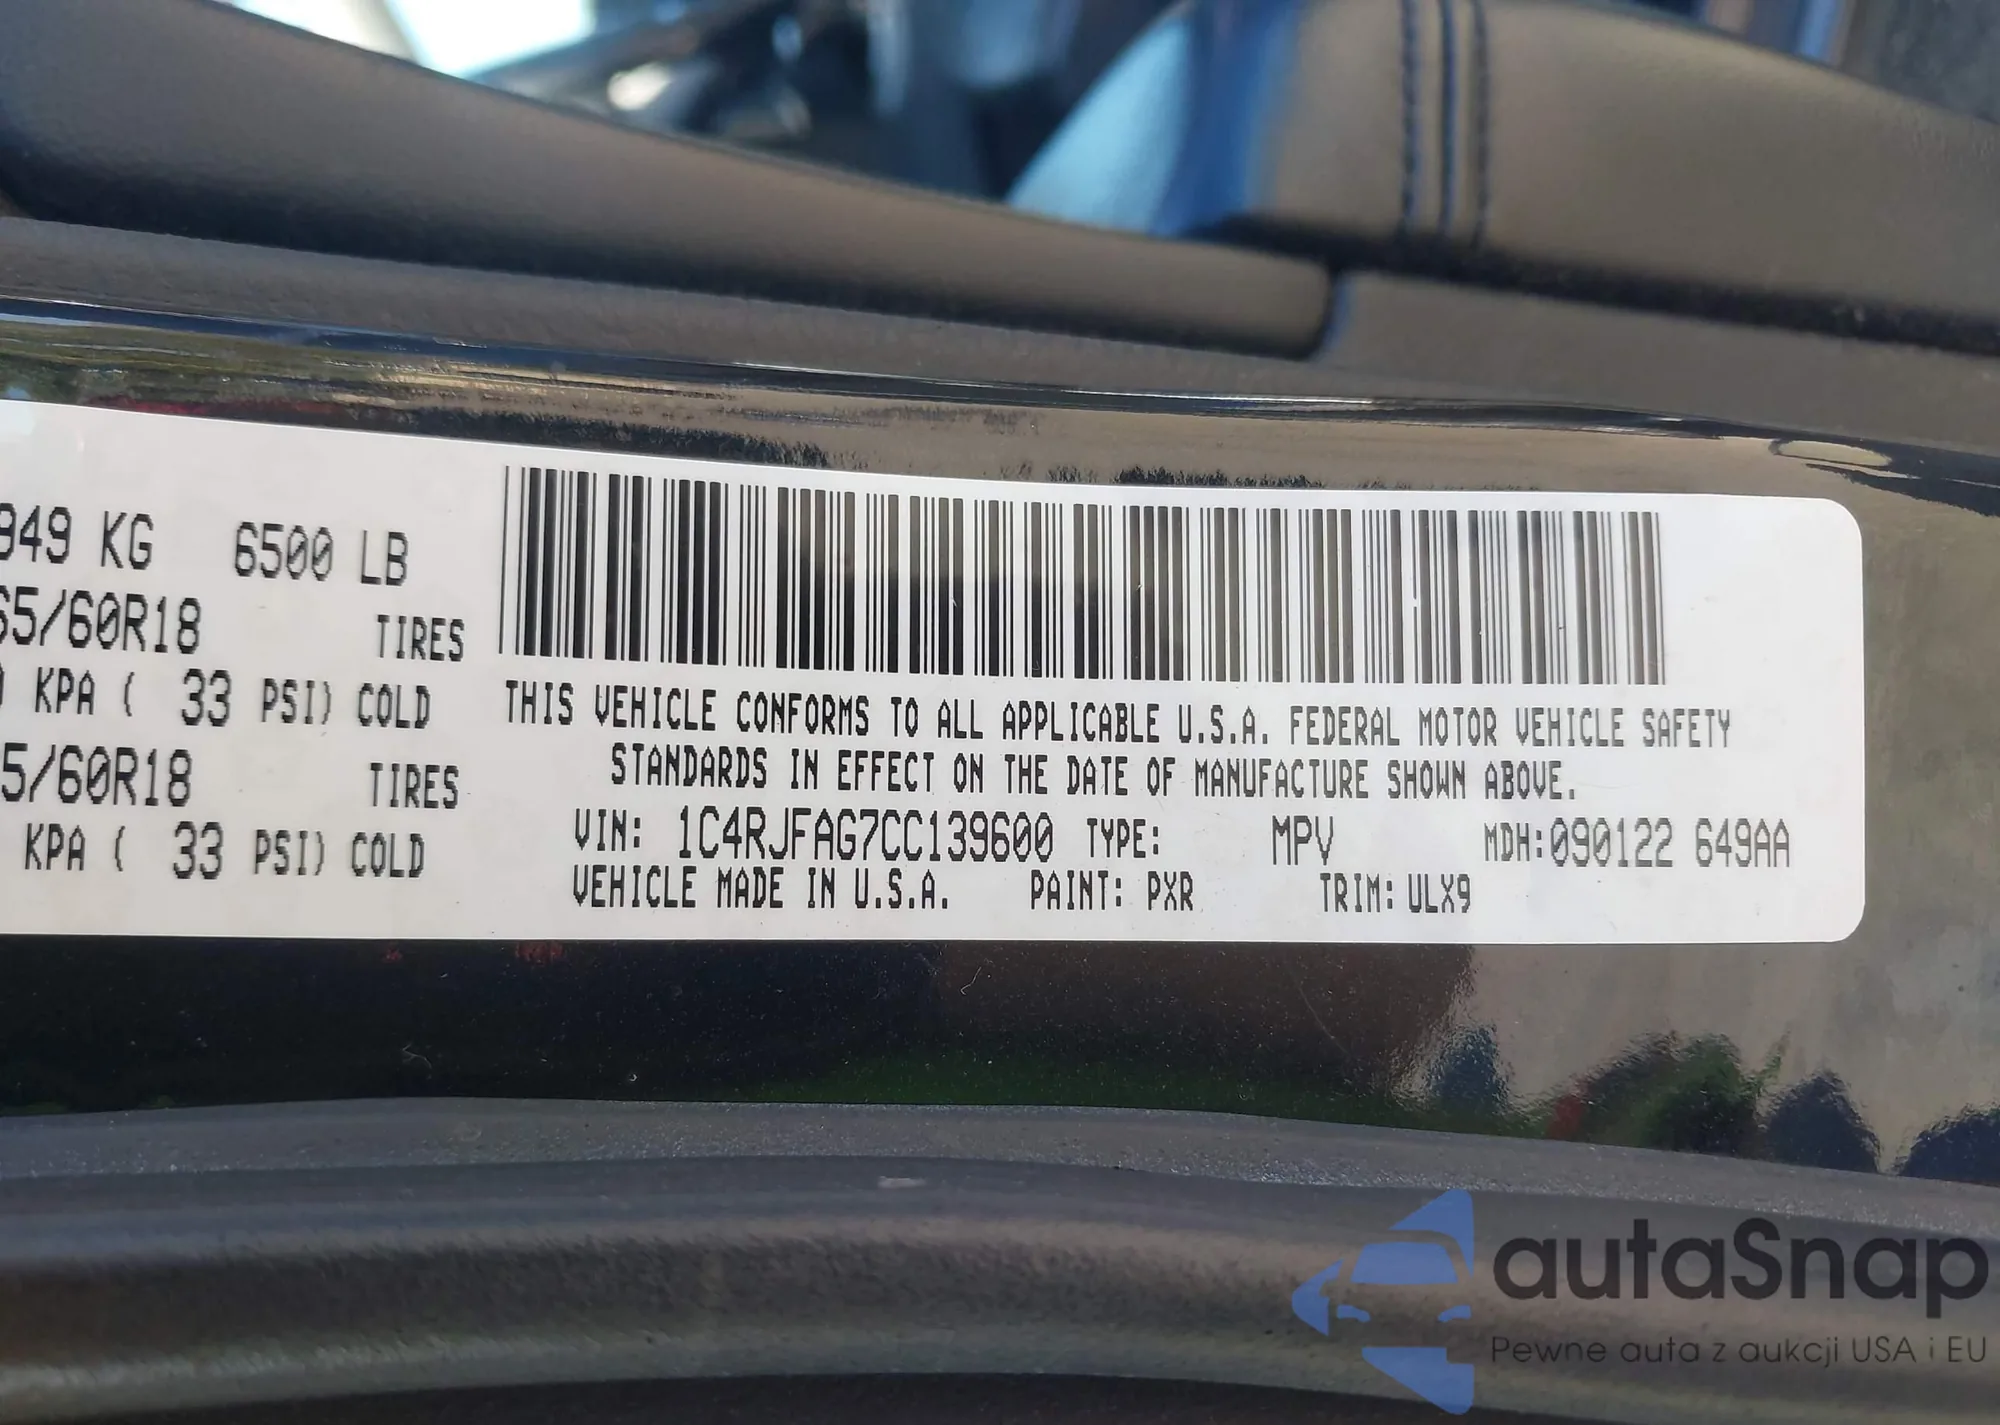 949 KG 6500 LB
65/60R18 TIRES
KPA ( 33 PSI) COLD
5/60R18 TIRES
KPA ( 33 PSI) COLD
THIS VEHICLE CONFORMS TO ALL APPLICABLE U.S.A. FEDERAL MOTOR VEHICLE SAFETY
STANDARDS IN EFFECT ON THE DATE OF MANUFACTURE SHOWN ABOVE.
VIN: 1C4RJFAG7CC139600 TYPE: MPV MDH:090122 649AA
VEHICLE MADE IN U.S.A. PAINT: PXR TRIM: ULX9
autaSnap
Pewne auta z aukcji USA i EU